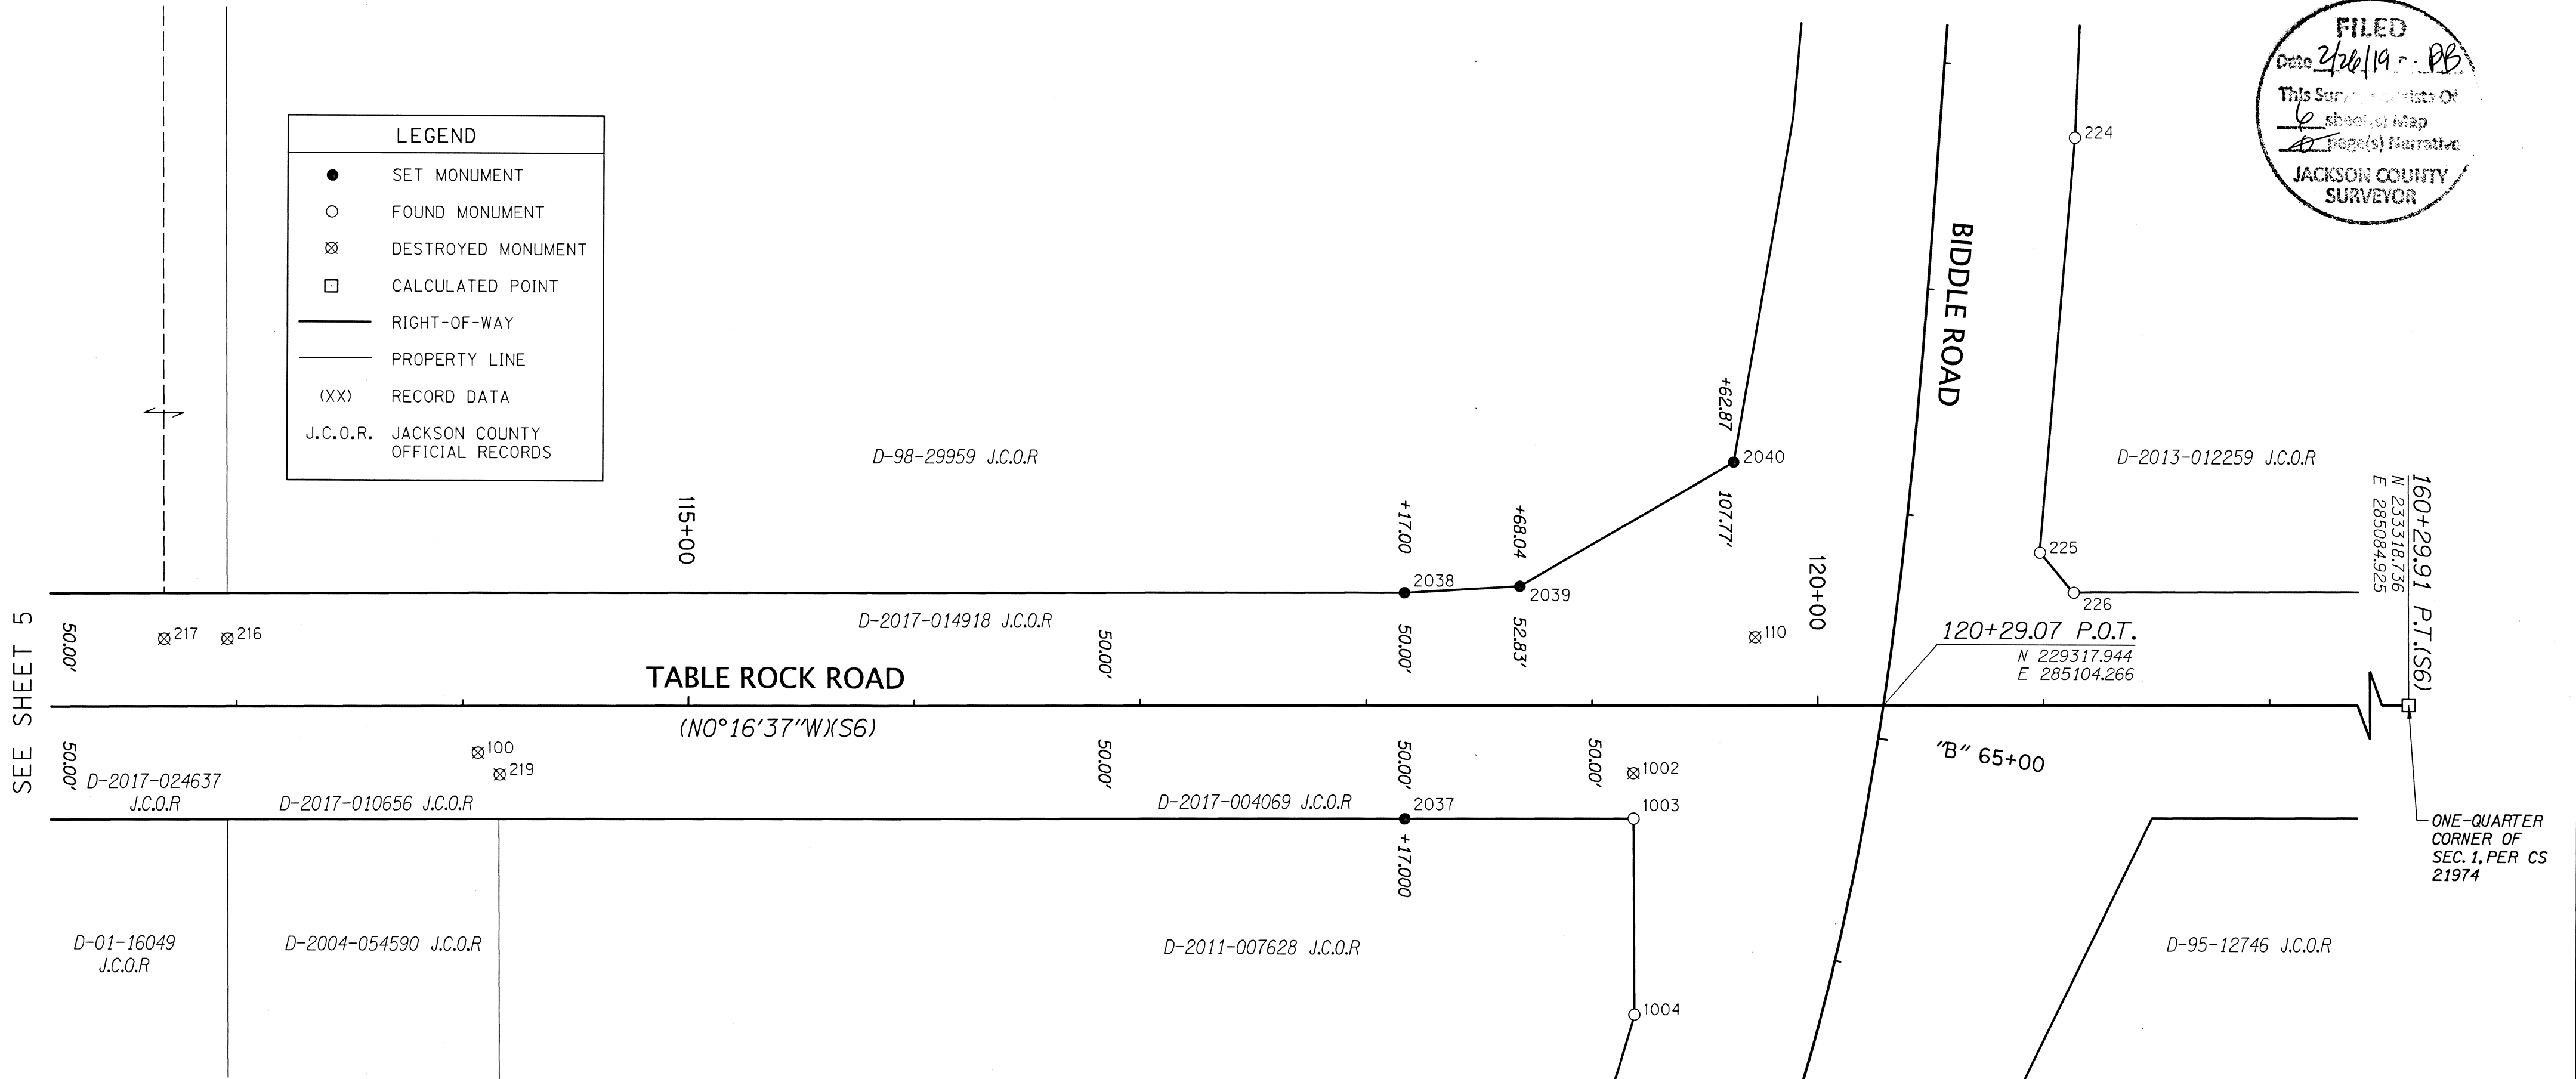 FILED
Date 2/26/19 BB
This Survey Consists Of
6 sheet(s) Map
page(s) Narrative
JACKSON COUNTY
SURVEYOR
LEGEND
SET MONUMENT
FOUND MONUMENT
DESTROYED MONUMENT
CALCULATED POINT
RIGHT-OF-WAY
PROPERTY LINE
(XX) RECORD DATA
J.C.O.R. JACKSON COUNTY
OFFICIAL RECORDS
224
BIDDLE ROAD
+62.87
2040
107.77'
D-98-29959 J.C.O.R
D-2013-012259 J.C.O.R
160+29.91 P.T.(S6)
N 233318.736
E 285084.925
115+00
+17.00
+68.04
225
120+00
2038
2039
226
SEE SHEET 5
D-2017-014918 J.C.O.R
50.00'
217
216
50.00'
50.00'
52.83'
110
120+29.07 P.O.T.
N 229317.944
E 285104.266
TABLE ROCK ROAD
(N0°16'37"W)(S6)
50.00'
100
219
50.00'
50.00'
50.00'
1002
"B" 65+00
D-2017-024637
J.C.O.R
D-2017-010656 J.C.O.R
D-2017-004069 J.C.O.R
2037
1003
+17.000
ONE-QUARTER
CORNER OF
SEC. 1, PER CS
21974
D-01-16049
J.C.O.R
D-2004-054590 J.C.O.R
D-2011-007628 J.C.O.R
D-95-12746 J.C.O.R
1004